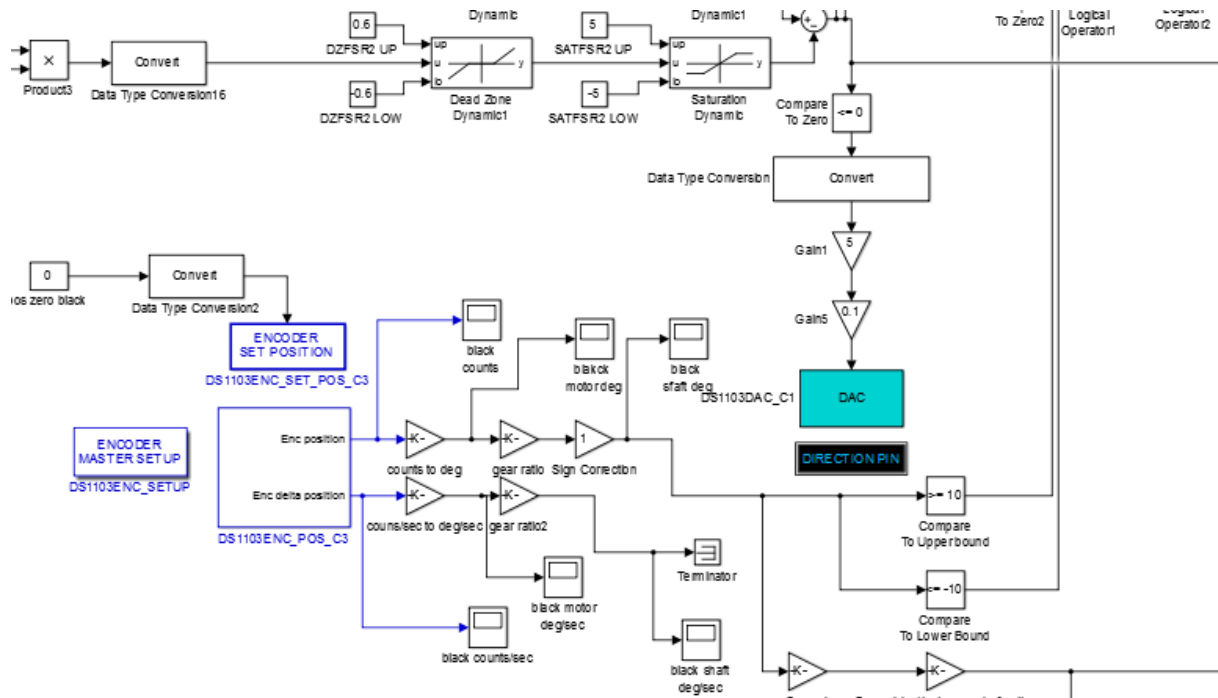 Dynamic
Dynamic1
To Zero2
Logical
Operator1
Operator2
0.6
DZFSR2 UP
5
SATFSR2 UP
+
-
×
Product3
Convert
Data Type Conversion16
up
u
lo
y
Dead Zone
Dynamic1
-0.6
DZFSR2 LOW
up
u
lo
y
Saturation
Dynamic
-5
SATFSR2 LOW
Compare
To Zero
<= 0
Data Type Conversion
Convert
Gain1
5
Gain5
0.1
DS1103DAC_C1
DAC
DIRECTION PIN
0
pos zero black
Convert
Data Type Conversion2
ENCODER
SET POSITION
DS1103ENC_SET_POS_C3
black
counts
blakck
motor deg
black
sfaft deg
ENCODER
MASTER SETUP
DS1103ENC_SETUP
Enc position
Enc delta position
DS1103ENC_POS_C3
-K-
counts to deg
-K-
gear ratio
1
Sign Correction
-K-
couns/sec to deg/sec
-K-
gear ratio2
Terminator
black motor
deg/sec
black counts/sec
black shaft
deg/sec
>= 10
Compare
To Upperbound
<= -10
Compare
To Lower Bound
-K-
-K-